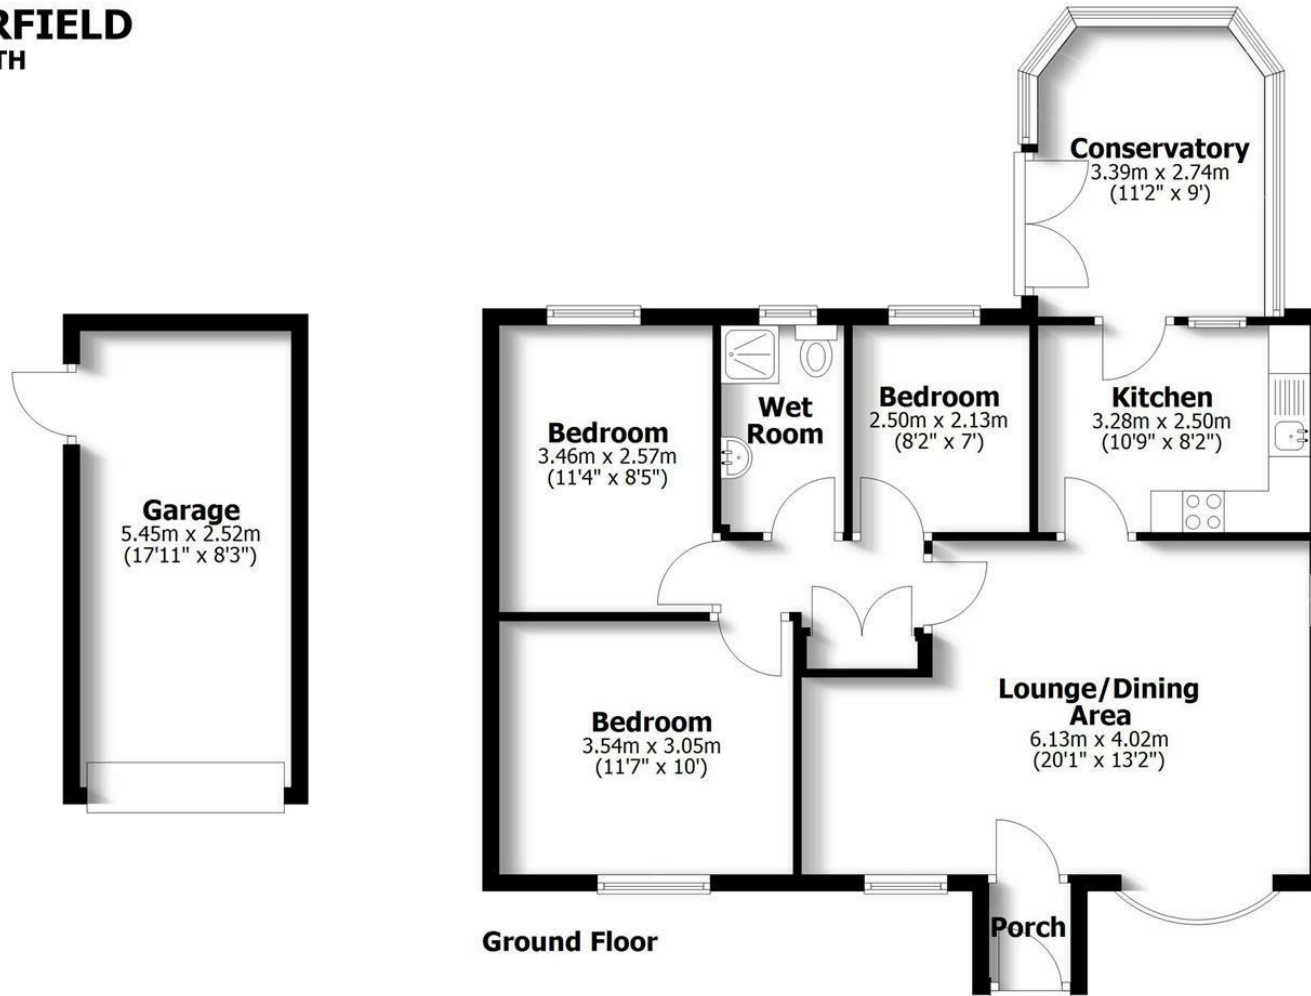 RFIELD
TH
Conservatory
3.39m x 2.74m
(11'2" x 9')
Bedroom
3.46m x 2.57m
(11'4" x 8'5")
Wet
Room
Bedroom
2.50m x 2.13m
(8'2" x 7')
Kitchen
3.28m x 2.50m
(10'9" x 8'2")
Garage
5.45m x 2.52m
(17'11" x 8'3")
Bedroom
3.54m x 3.05m
(11'7" x 10')
Lounge/Dining
Area
6.13m x 4.02m
(20'1" x 13'2")
Porch
Ground Floor